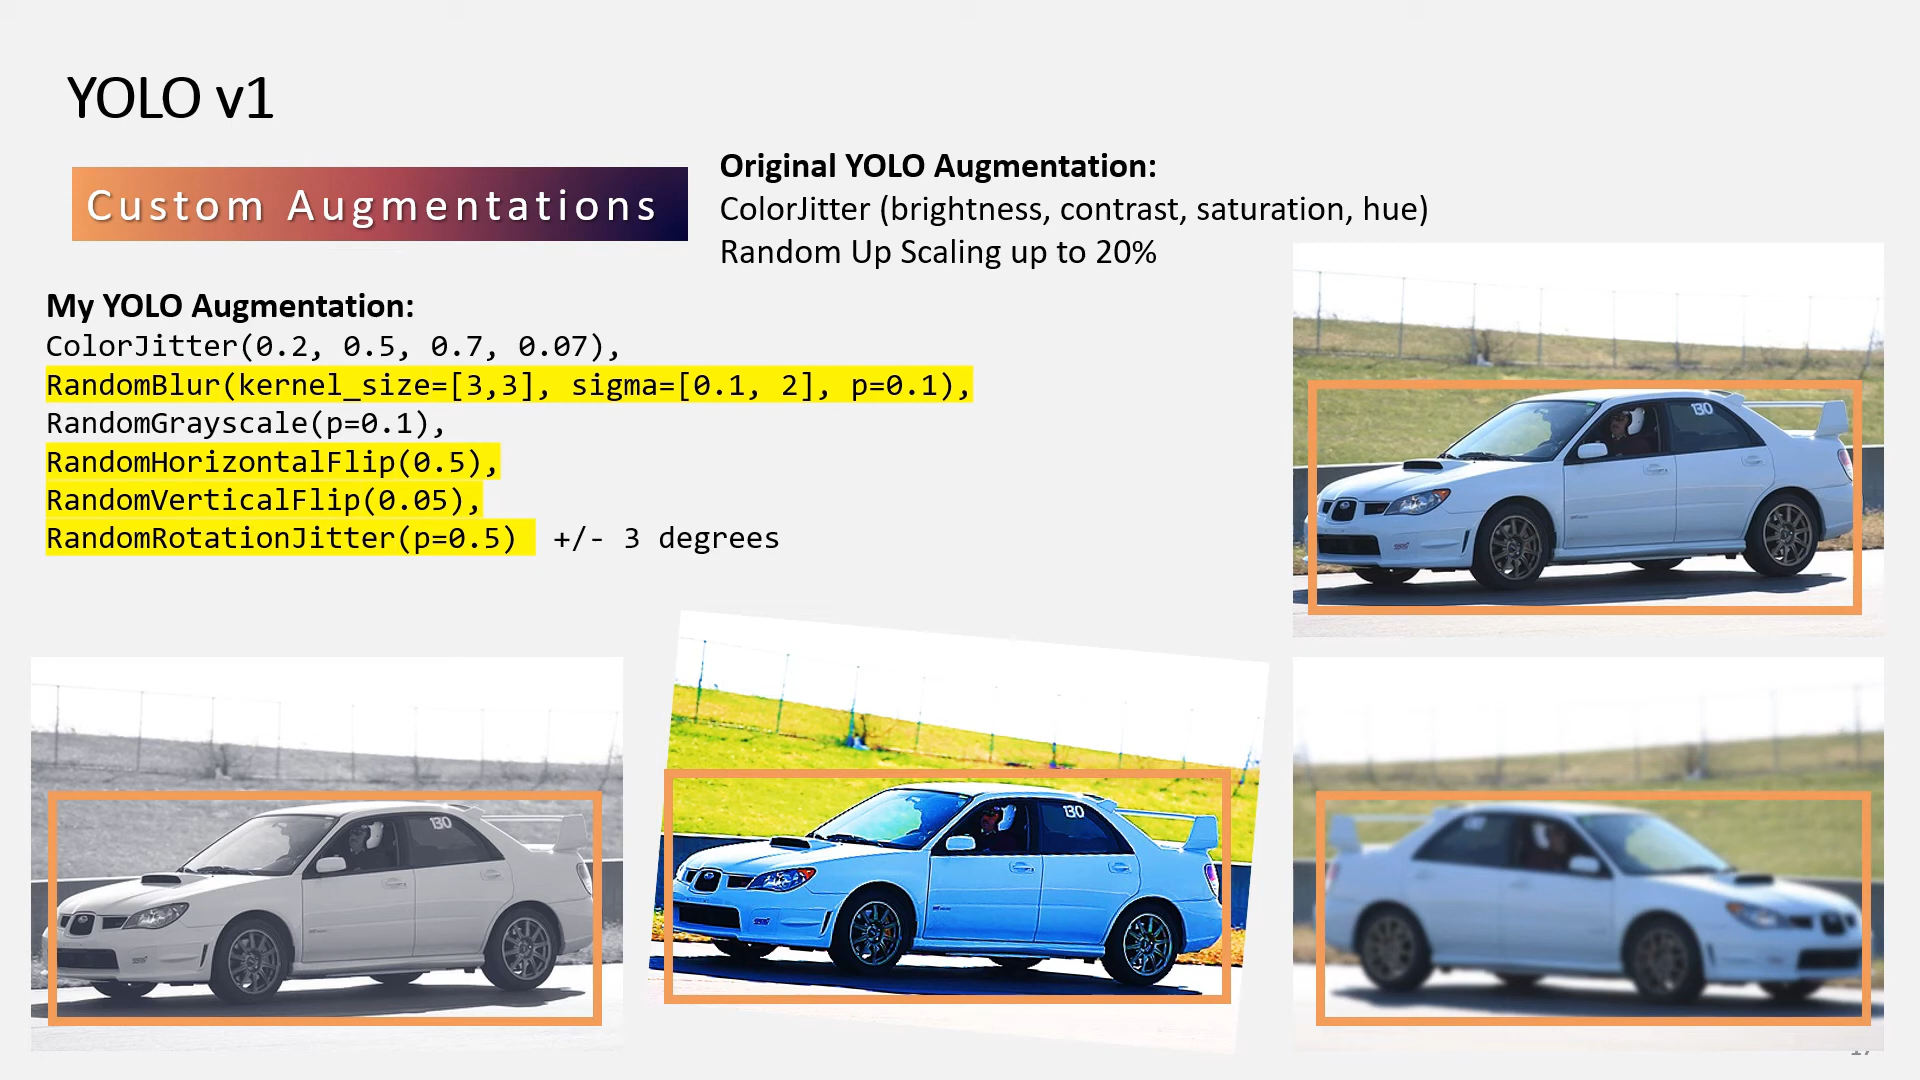 YOLO v1
Custom Augmentations
Original YOLO Augmentation:
ColorJitter (brightness, contrast, saturation, hue)
Random Up Scaling up to 20%
My YOLO Augmentation:
ColorJitter(0.2, 0.5, 0.7, 0.07),
RandomBlur(kernel_size=[3,3], sigma=[0.1, 2], p=0.1),
RandomGrayscale(p=0.1),
RandomHorizontalFlip(0.5),
RandomVerticalFlip(0.05),
RandomRotationJitter(p=0.5) +/- 3 degrees
130
130
130